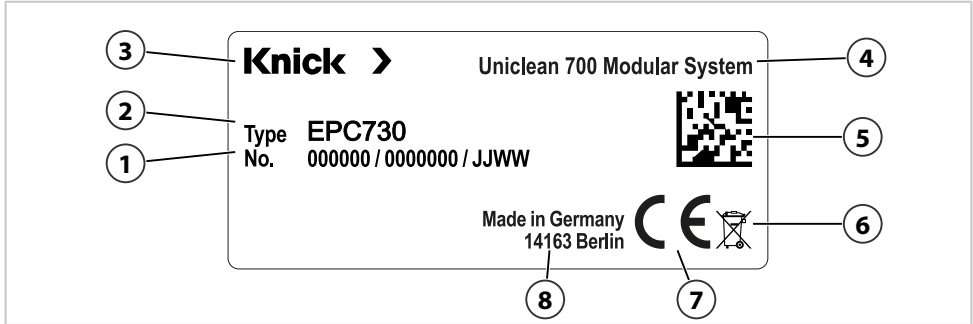 3
Knick >
Uniclean 700 Modular System
4
2
Type EPC730
5
1
No. 000000 / 0000000 / JJWW
Made in Germany
14163 Berlin
CE
6
8
7